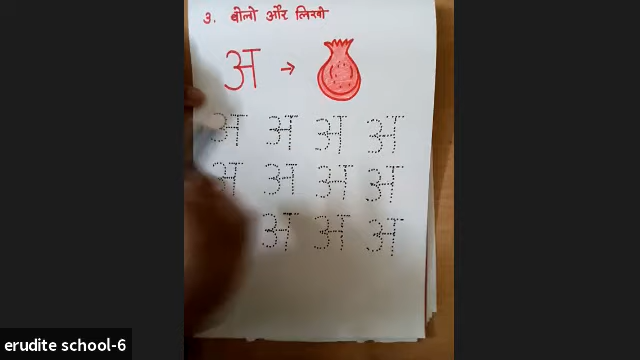 ३. बोलो और लिखो
अ →
अ अ अ अ
अ अ अ अ
अ अ अ
erudite school-6